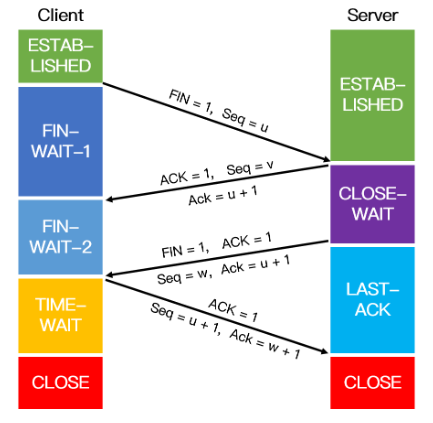 Client
Server
ESTAB–
LISHED
ESTAB–
LISHED
FIN = 1, Seq = u
FIN–
WAIT–1
ACK = 1, Seq = v
Ack = u + 1
CLOSE–
WAIT
FIN–
WAIT–2
FIN = 1, ACK = 1
Seq = w, Ack = u + 1
LAST–
ACK
TIME–
WAIT
ACK = 1
Seq = u + 1, Ack = w + 1
CLOSE
CLOSE